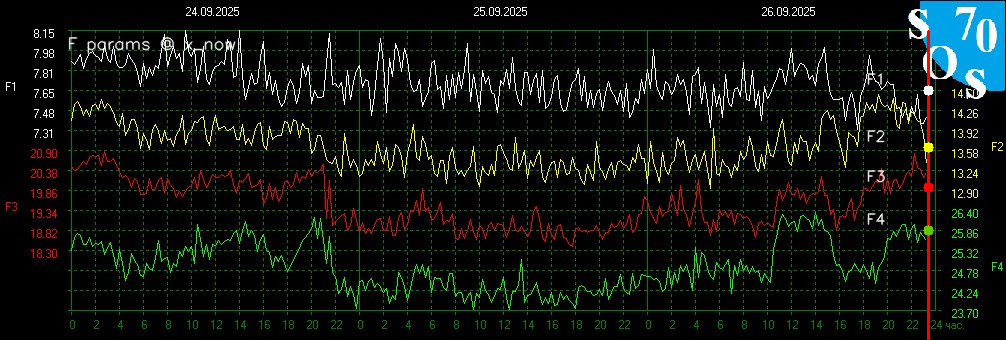 24.09.2025 25.09.2025 26.09.2025
SOS 70
F params @ x_now
8.15
7.98
7.81
F1 7.65
7.48
7.31
20.90
20.38
19.86
F3 19.34
18.82
18.30
F1
F2
F3
F4
14.26
13.92
13.58 F2
13.24
12.90
26.40
25.86
25.32
24.78 F4
24.24
23.70
0 2 4 6 8 10 12 14 16 18 20 22 0 2 4 6 8 10 12 14 16 18 20 22 0 2 4 6 8 10 12 14 16 18 20 22 24 час.